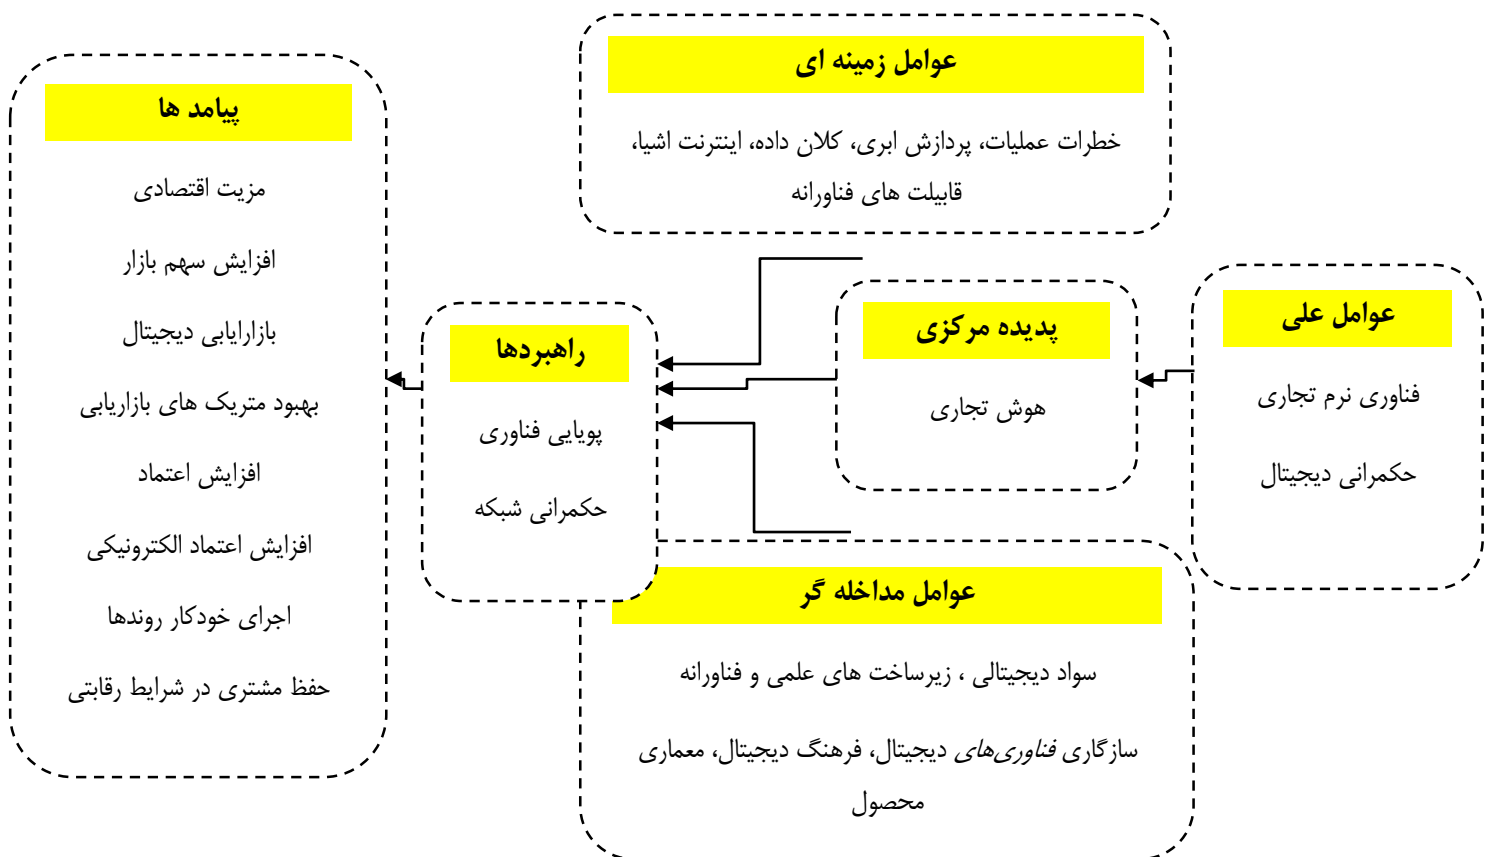 عوامل زمینه ای
خطرات عملیات، پردازش ابری، کلان داده، اینترنت اشیا،
قابیلت های فناورانه
عوامل علی
فناوری نرم تجاری
حکمرانی دیجیتال
پدیده مرکزی
هوش تجاری
راهبردها
پویایی فناوری
حکمرانی شبکه
عوامل مداخله گر
سواد دیجیتالی ، زیرساخت های علمی و فناورانه
سازگاری فناوری‌های دیجیتال، فرهنگ دیجیتال، معماری
محصول
پیامد ها
مزیت اقتصادی
افزایش سهم بازار
بازارایابی دیجیتال
بهبود متریک های بازاریابی
افزایش اعتماد
افزایش اعتماد الکترونیکی
اجرای خودکار روندها
حفظ مشتری در شرایط رقابتی